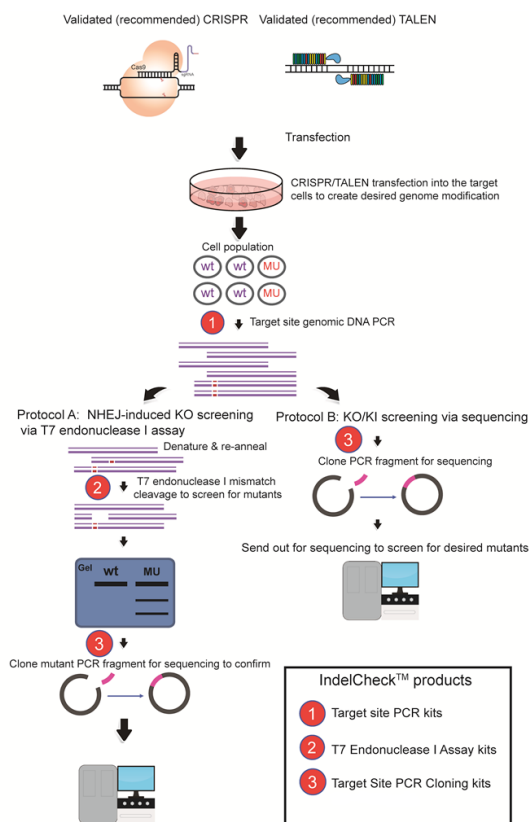 Validated (recommended) CRISPR
Validated (recommended) TALEN
Cas9
sgRNA
Transfection
CRISPR/TALEN transfection into the target
cells to create desired genome modification
Cell population
wt wt MU
wt wt MU
1 Target site genomic DNA PCR
Protocol A: NHEJ-induced KO screening
via T7 endonuclease I assay
Denature & re-anneal
2 T7 endonuclease I mismatch
cleavage to screen for mutants
Gel wt MU
3
Clone mutant PCR fragment for sequencing to confirm
Protocol B: KO/KI screening via sequencing
3
Clone PCR fragment for sequencing
Send out for sequencing to screen for desired mutants
IndelCheck™ products
1 Target site PCR kits
2 T7 Endonuclease I Assay kits
3 Target Site PCR Cloning kits